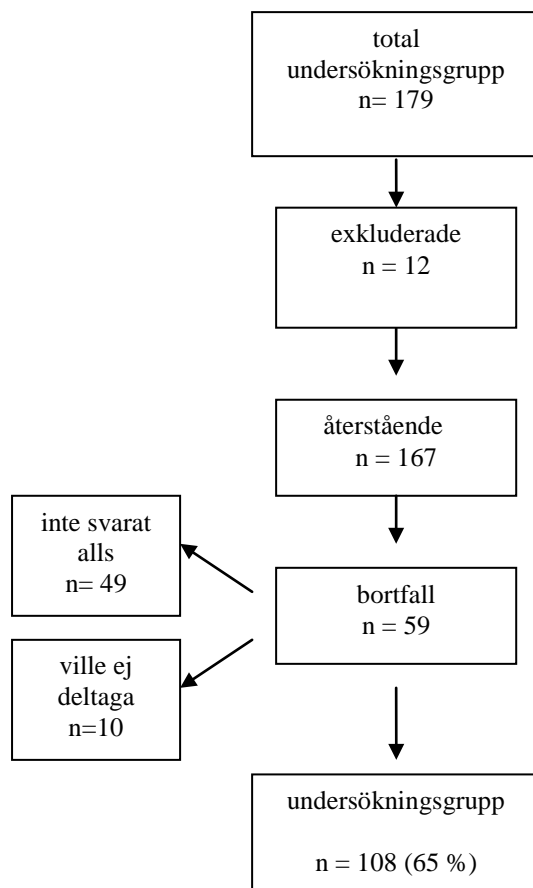 total
undersökningsgrupp
n= 179
exkluderade
n = 12
återstående
n = 167
inte svarat
alls
n= 49
bortfall
n = 59
ville ej
deltaga
n=10
undersökningsgrupp
n = 108 (65 %)